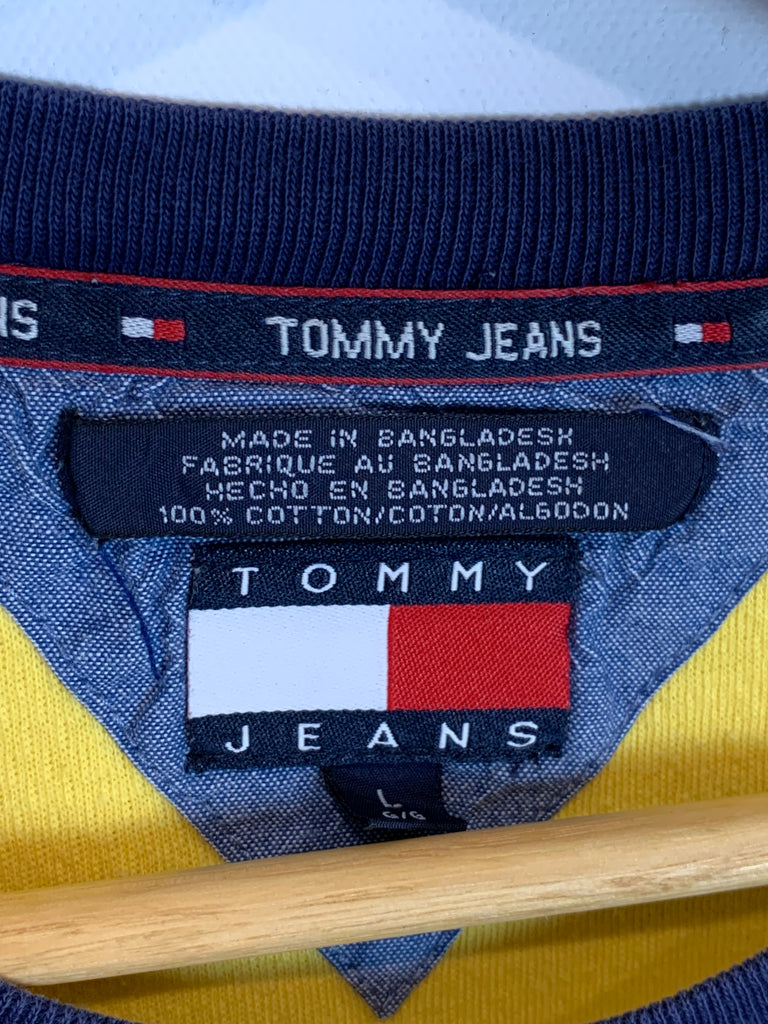 NS TOMMY JEANS
MADE IN BANGLADESH
FABRIQUE AU BANGLADESH
HECHO EN BANGLADESH
100% COTTON/COTON/ALGODON
TOMMY
JEANS
L
G/G